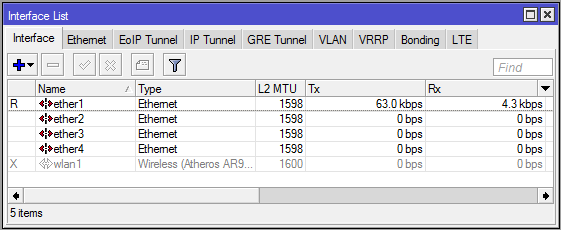 Interface List
Interface Ethernet EoIP Tunnel IP Tunnel GRE Tunnel VLAN VRRP Bonding LTE
Find
Name Type L2 MTU Tx Rx
R ether1 Ethernet 1598 63.0 kbps 4.3 kbps
ether2 Ethernet 1598 0 bps 0 bps
ether3 Ethernet 1598 0 bps 0 bps
ether4 Ethernet 1598 0 bps 0 bps
X wlan1 Wireless (Atheros AR9... 1600 0 bps 0 bps
5 items